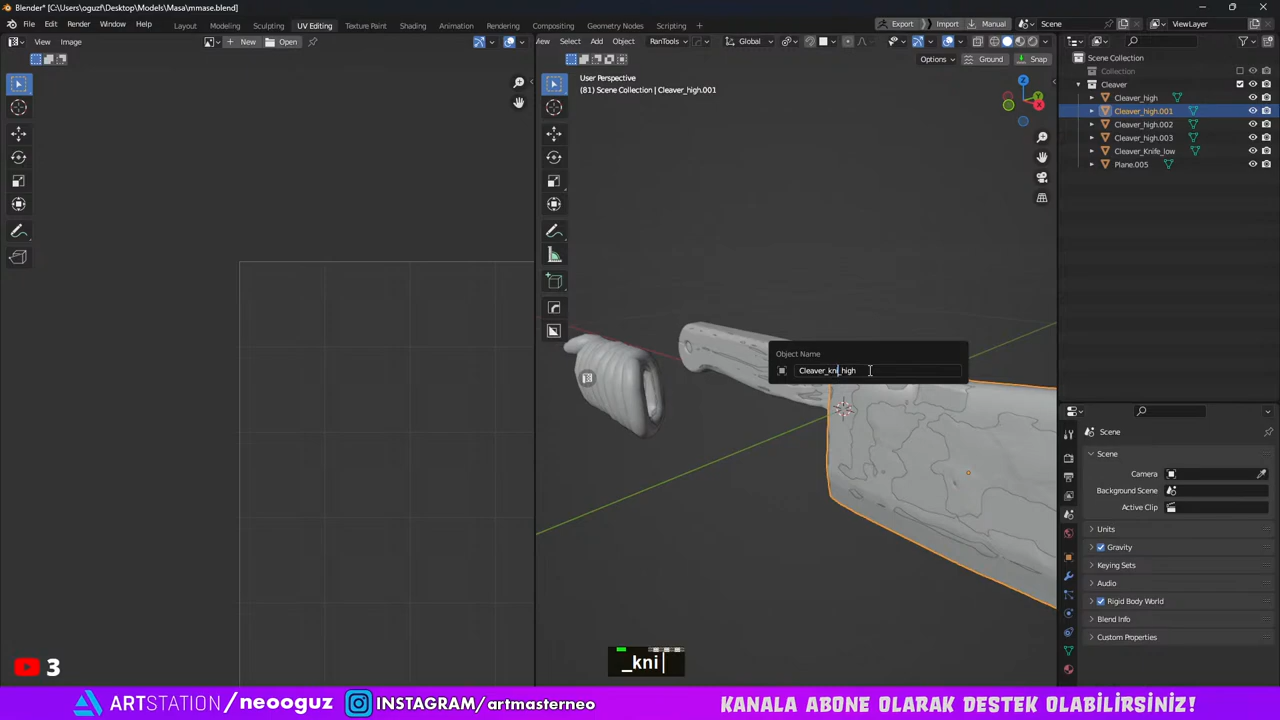 Blender* [C:\Users\oguzf\Desktop\Models\Masa\mmase.blend]
File Edit Render Window Help Layout Modeling Sculpting UV Editing Texture Paint Shading Animation Rendering Compositing Geometry Nodes Scripting Export Import Manual Scene ViewLayer
View Image New Open View Select Add Object RanTools Global
Options Ground Snap
User Perspective
(81) Scene Collection | Cleaver_high.001
Scene Collection
Collection
Cleaver
Cleaver_high
Cleaver_high.001
Cleaver_high.002
Cleaver_high.003
Cleaver_Knife_low
Plane.005
X
Y
Z
Object Name
Cleaver_kni_high
Scene
Scene
Camera
Background Scene
Active Clip
Units
Gravity
Keying Sets
Audio
Rigid Body World
Blend Info
Custom Properties
_kni
3
ARTSTATION/neooguz INSTAGRAM/artmasterneo KANALA ABONE OLARAK DESTEK OLABİLİRSİNİZ!